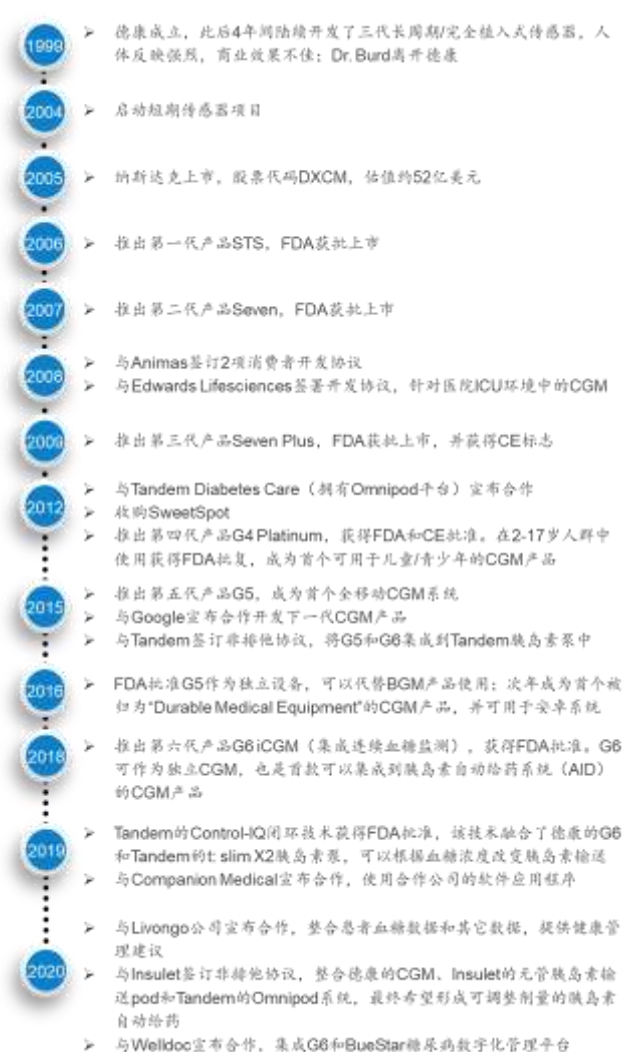 1999
➢ 德康成立，此后4年间陆续开发了三代长周期/完全植入式传感器，人
体反映强烈，商业效果不佳；Dr. Burd离开德康
2004
➢ 启动短期传感器项目
2005
➢ 纳斯达克上市，股票代码DXCM，估值约52亿美元
2006
➢ 推出第一代产品STS，FDA获批上市
2007
➢ 推出第二代产品Seven，FDA获批上市
2008
➢ 与Animas签订2项消费者开发协议
➢ 与Edwards Lifesciences签署开发协议，针对医院ICU环境中的CGM
2009
➢ 推出第三代产品Seven Plus，FDA获批上市，并获得CE标志
2012
➢ 与Tandem Diabetes Care（拥有Omnipod平台）宣布合作
➢ 收购SweetSpot
➢ 推出第四代产品G4 Platinum，获得FDA和CE批准。在2-17岁人群中
使用获得FDA批复，成为首个可用于儿童/青少年的CGM产品
2015
➢ 推出第五代产品G5，成为首个全移动CGM系统
➢ 与Google宣布合作开发下一代CGM产品
➢ 与Tandem签订非排他协议，将G5和G6集成到Tandem胰岛素泵中
2016
➢ FDA批准G5作为独立设备，可以代替BGM产品使用；次年成为首个被
归为“Durable Medical Equipment”的CGM产品，并可用于安卓系统
2018
➢ 推出第六代产品G6 iCGM（集成连续血糖监测），获得FDA批准。G6
可作为独立CGM，也是首款可以集成到胰岛素自动给药系统（AID）
的CGM产品
2019
➢ Tandem的Control-IQ闭环技术获得FDA批准，该技术融合了德康的G6
和Tandem的t: slim X2胰岛素泵，可以根据血糖浓度改变胰岛素输送
➢ 与Companion Medical宣布合作，使用合作公司的软件应用程序
2020
➢ 与Livongo公司宣布合作，整合患者血糖数据和其它数据，提供健康管
理建议
➢ 与Insulet签订非排他协议，整合德康的CGM、Insulet的无管胰岛素输
送pod和Tandem的Omnipod系统，最终希望形成可调整剂量的胰岛素
自动给药
➢ 与Welldoc宣布合作，集成G6和BueStar糖尿病数字化管理平台